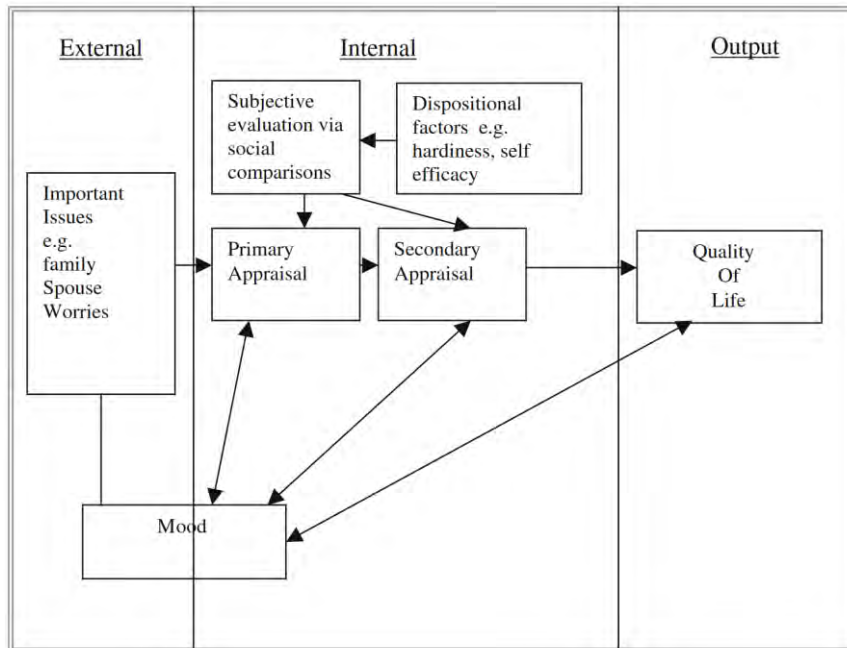 External
Internal
Output
Subjective
evaluation via
social
comparisons
Dispositional
factors e.g.
hardiness, self
efficacy
Important
Issues
e.g.
family
Spouse
Worries
Primary
Appraisal
Secondary
Appraisal
Quality
Of
Life
Mood